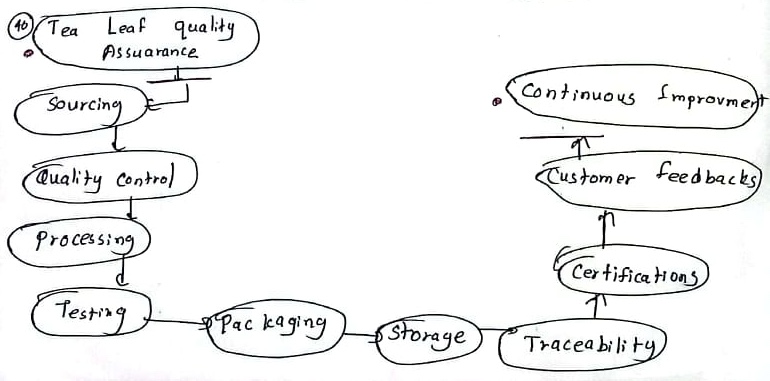 40
Tea Leaf quality
Assuarance
Sourcing
Quality control
Processing
Testing
Packaging
Storage
Traceability
Certifications
Customer feedbacks
Continuous Improvment